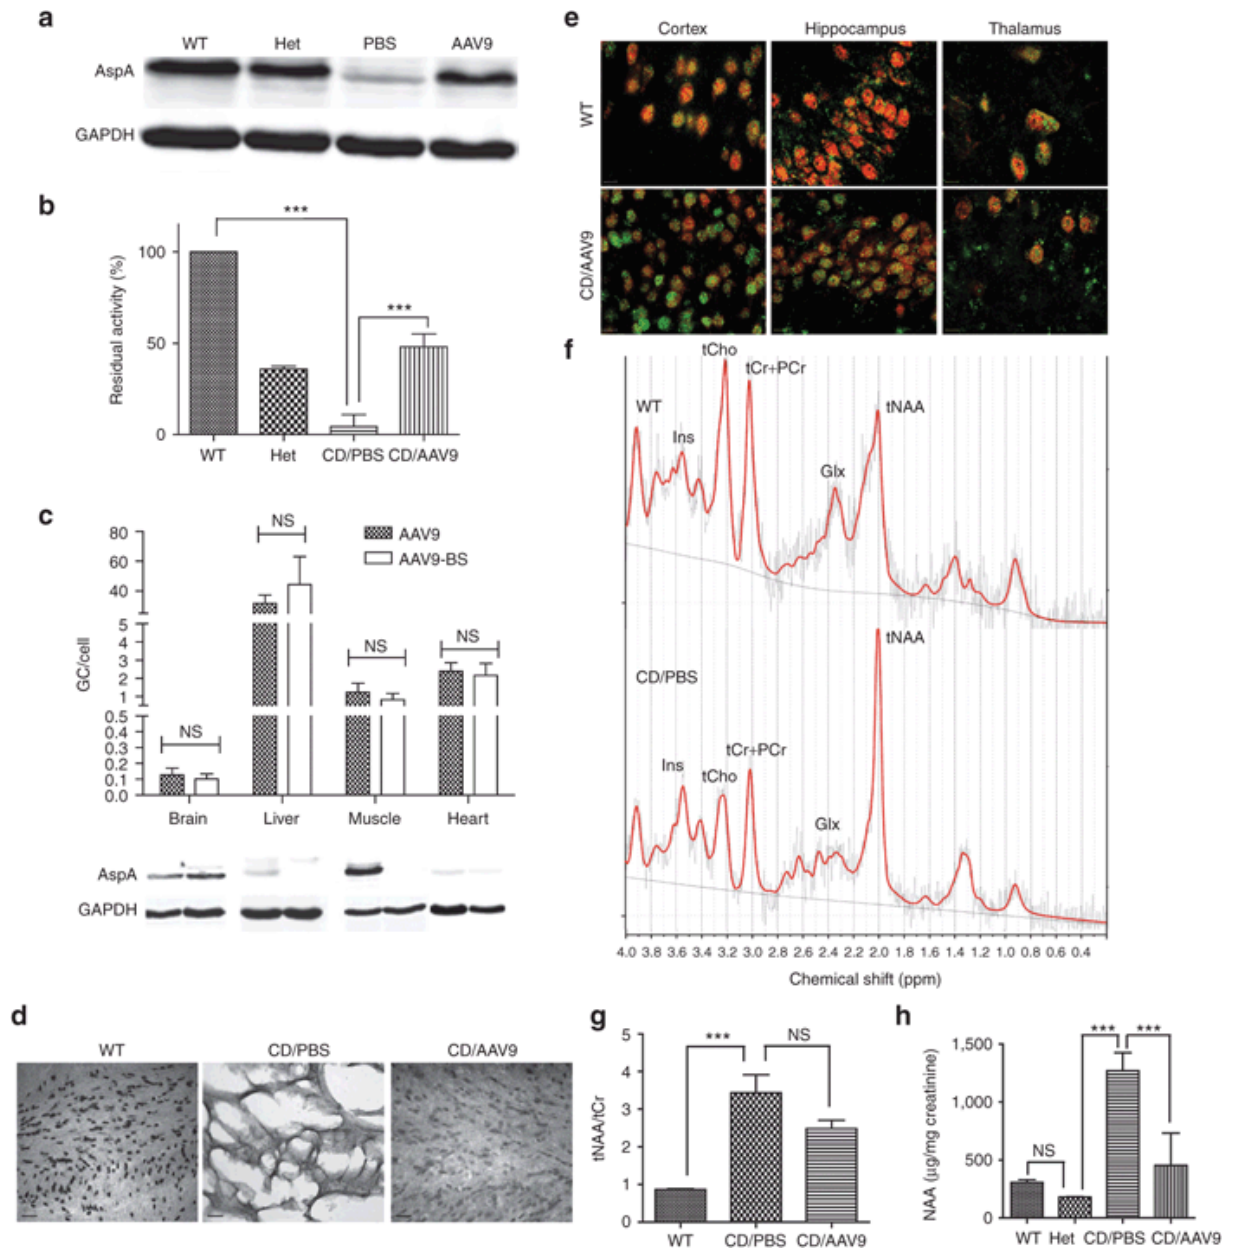 a
WT Het PBS AAV9
AspA
GAPDH
b
***
***
Residual activity (%)
100
50
0
WT Het CD/PBS CD/AAV9
c
NS
AAV9
AAV9-BS
GC/cell
80
60
40
5
4
3
2
1
0.5
0.4
0.3
0.2
0.1
0.0
NS
NS
NS
Brain Liver Muscle Heart
AspA
GAPDH
d
WT CD/PBS CD/AAV9
e
Cortex Hippocampus Thalamus
WT
CD/AAV9
f
tCho
tCr+PCr
WT
tNAA
Ins
Glx
tNAA
CD/PBS
tCr+PCr
Ins
tCho
Glx
4.0 3.8 3.6 3.4 3.2 3.0 2.8 2.6 2.4 2.2 2.0 1.8 1.6 1.4 1.2 1.0 0.8 0.6 0.4
Chemical shift (ppm)
g
*** NS
tNAA/tCr
5
4
3
2
1
0
WT CD/PBS CD/AAV9
h
*** ***
NS
NAA (μg/mg creatinine)
1,500
1,000
500
0
WT Het CD/PBS CD/AAV9